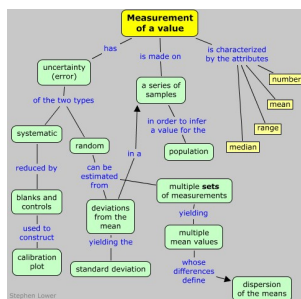 Measurement
of a value
has
is made on
is characterized
by the attributes
uncertainty
(error)
a series of
samples
number
mean
range
median
of the two types
in order to infer
a value for the
systematic
random
in a
population
reduced by
can be
estimated
from
multiple sets
of measurements
blanks and
controls
deviations
from the mean
yielding
used to
construct
yielding the
multiple
mean values
calibration
plot
standard deviation
whose
differences
define
dispersion
of the means
Stephen Lower